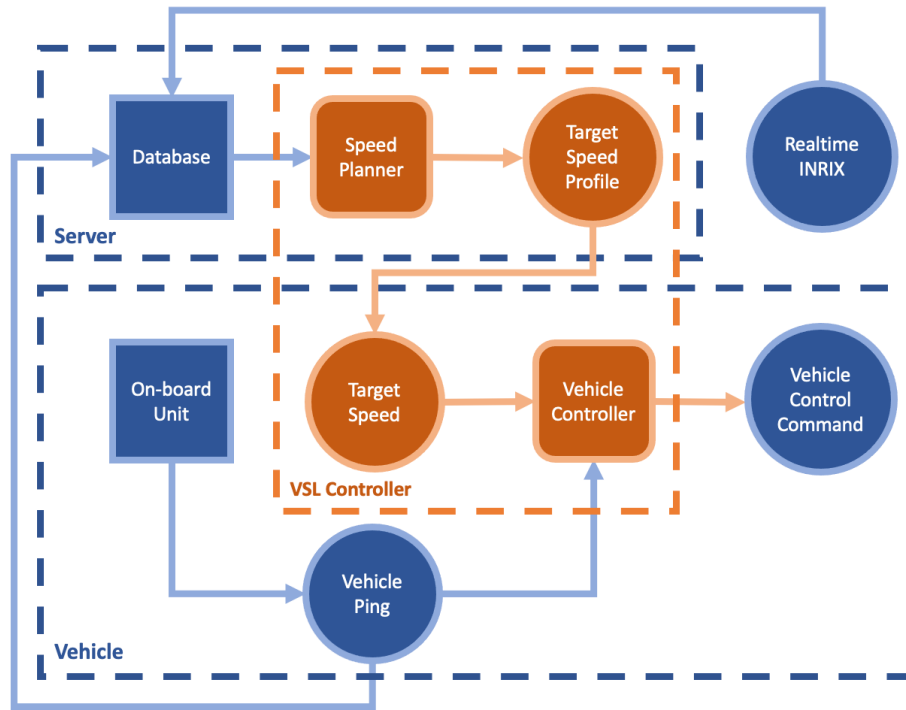 Database
Speed
Planner
Target
Speed
Profile
Realtime
INRIX
Server
On-board
Unit
Target
Speed
Vehicle
Controller
Vehicle
Control
Command
VSL Controller
Vehicle
Ping
Vehicle